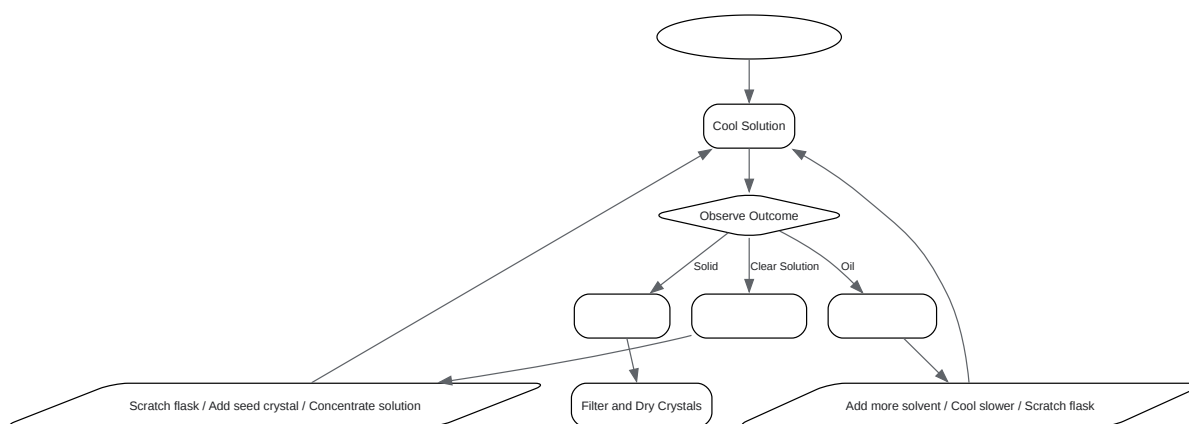 Cool Solution
Observe Outcome
Solid
Clear Solution
Oil
Scratch flask / Add seed crystal / Concentrate solution
Filter and Dry Crystals
Add more solvent / Cool slower / Scratch flask